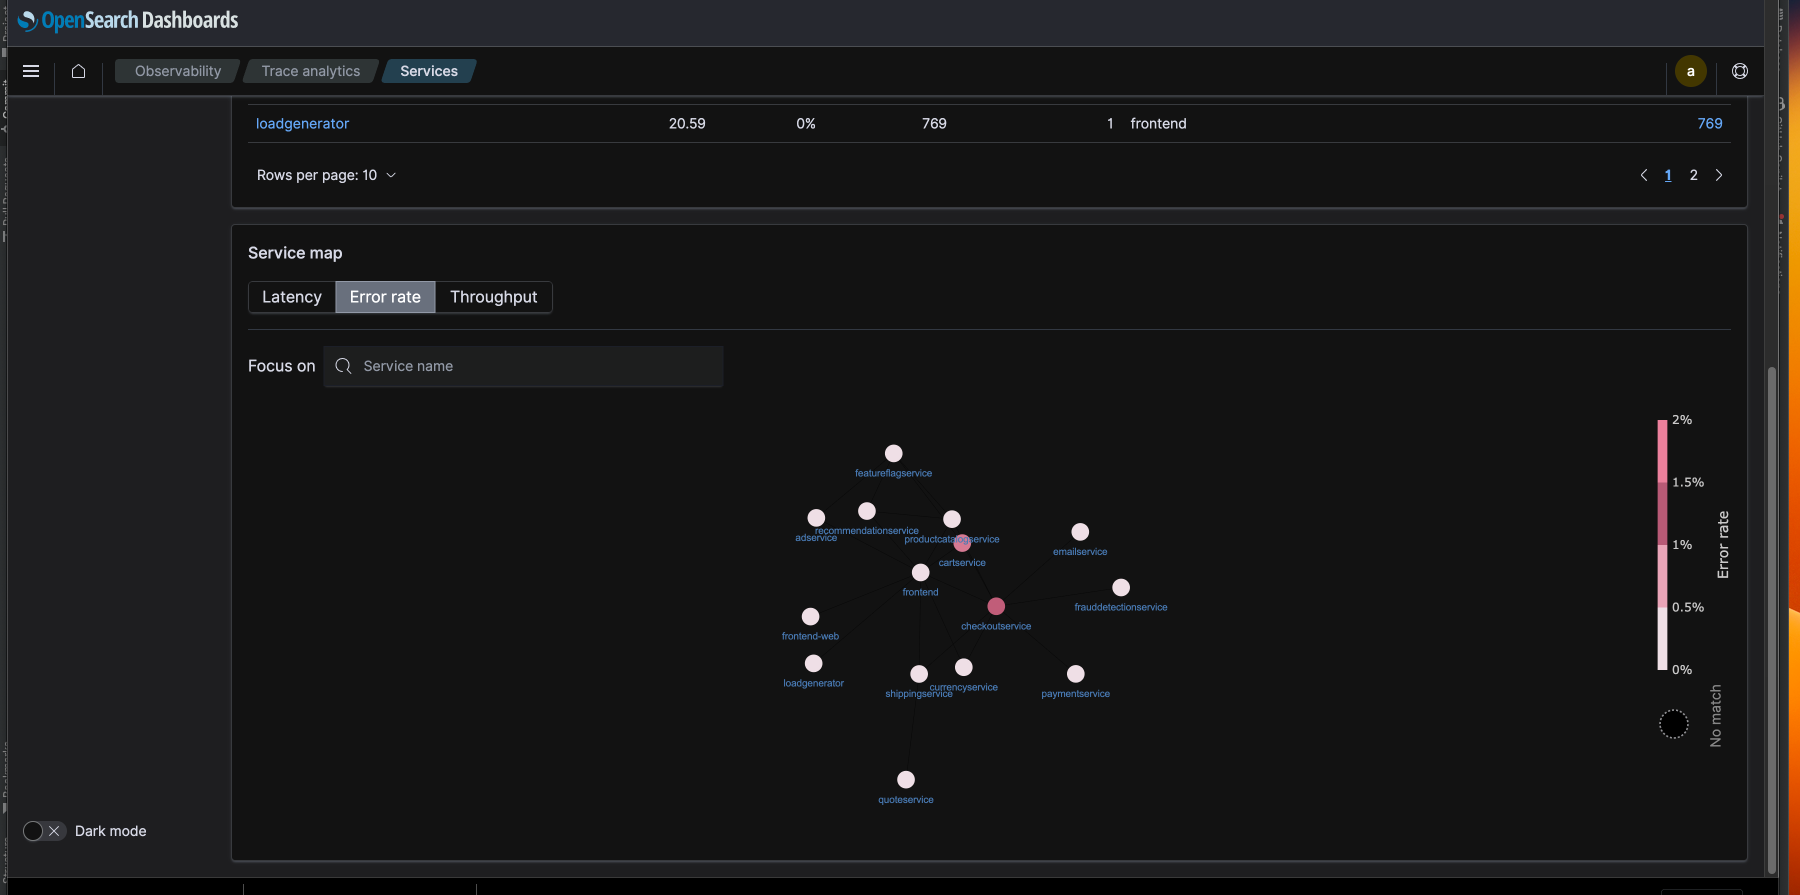 OpenSearch Dashboards
Observability
Trace analytics
Services
a
loadgenerator 20.59 0% 769 1 frontend 769
Rows per page: 10
1 2
Service map
Latency
Error rate
Throughput
Focus on
Service name
featureflagservice
recommendationservice
adservice
productcatalogservice
emailservice
cartservice
frontend
frauddetectionservice
checkoutservice
frontend-web
loadgenerator
currencyservice
shippingservice
paymentservice
quoteservice
2%
1.5%
1%
0.5%
0%
Error rate
No match
Dark mode